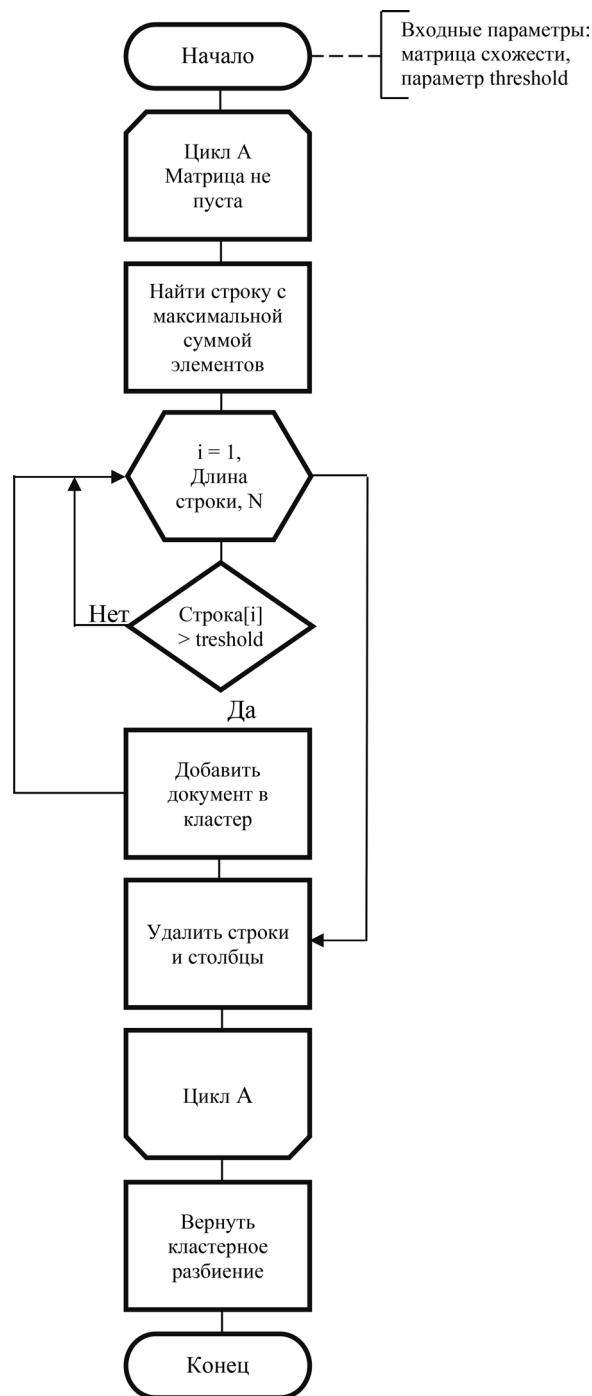 Начало
Входные параметры:
матрица схожести,
параметр threshold
Цикл А
Матрица не
пуста
Найти строку с
максимальной
суммой
элементов
i = 1,
Длина
строки, N
Нет
Строка[i]
> treshold
Да
Добавить
документ в
кластер
Удалить строки
и столбцы
Цикл А
Вернуть
кластерное
разбиение
Конец